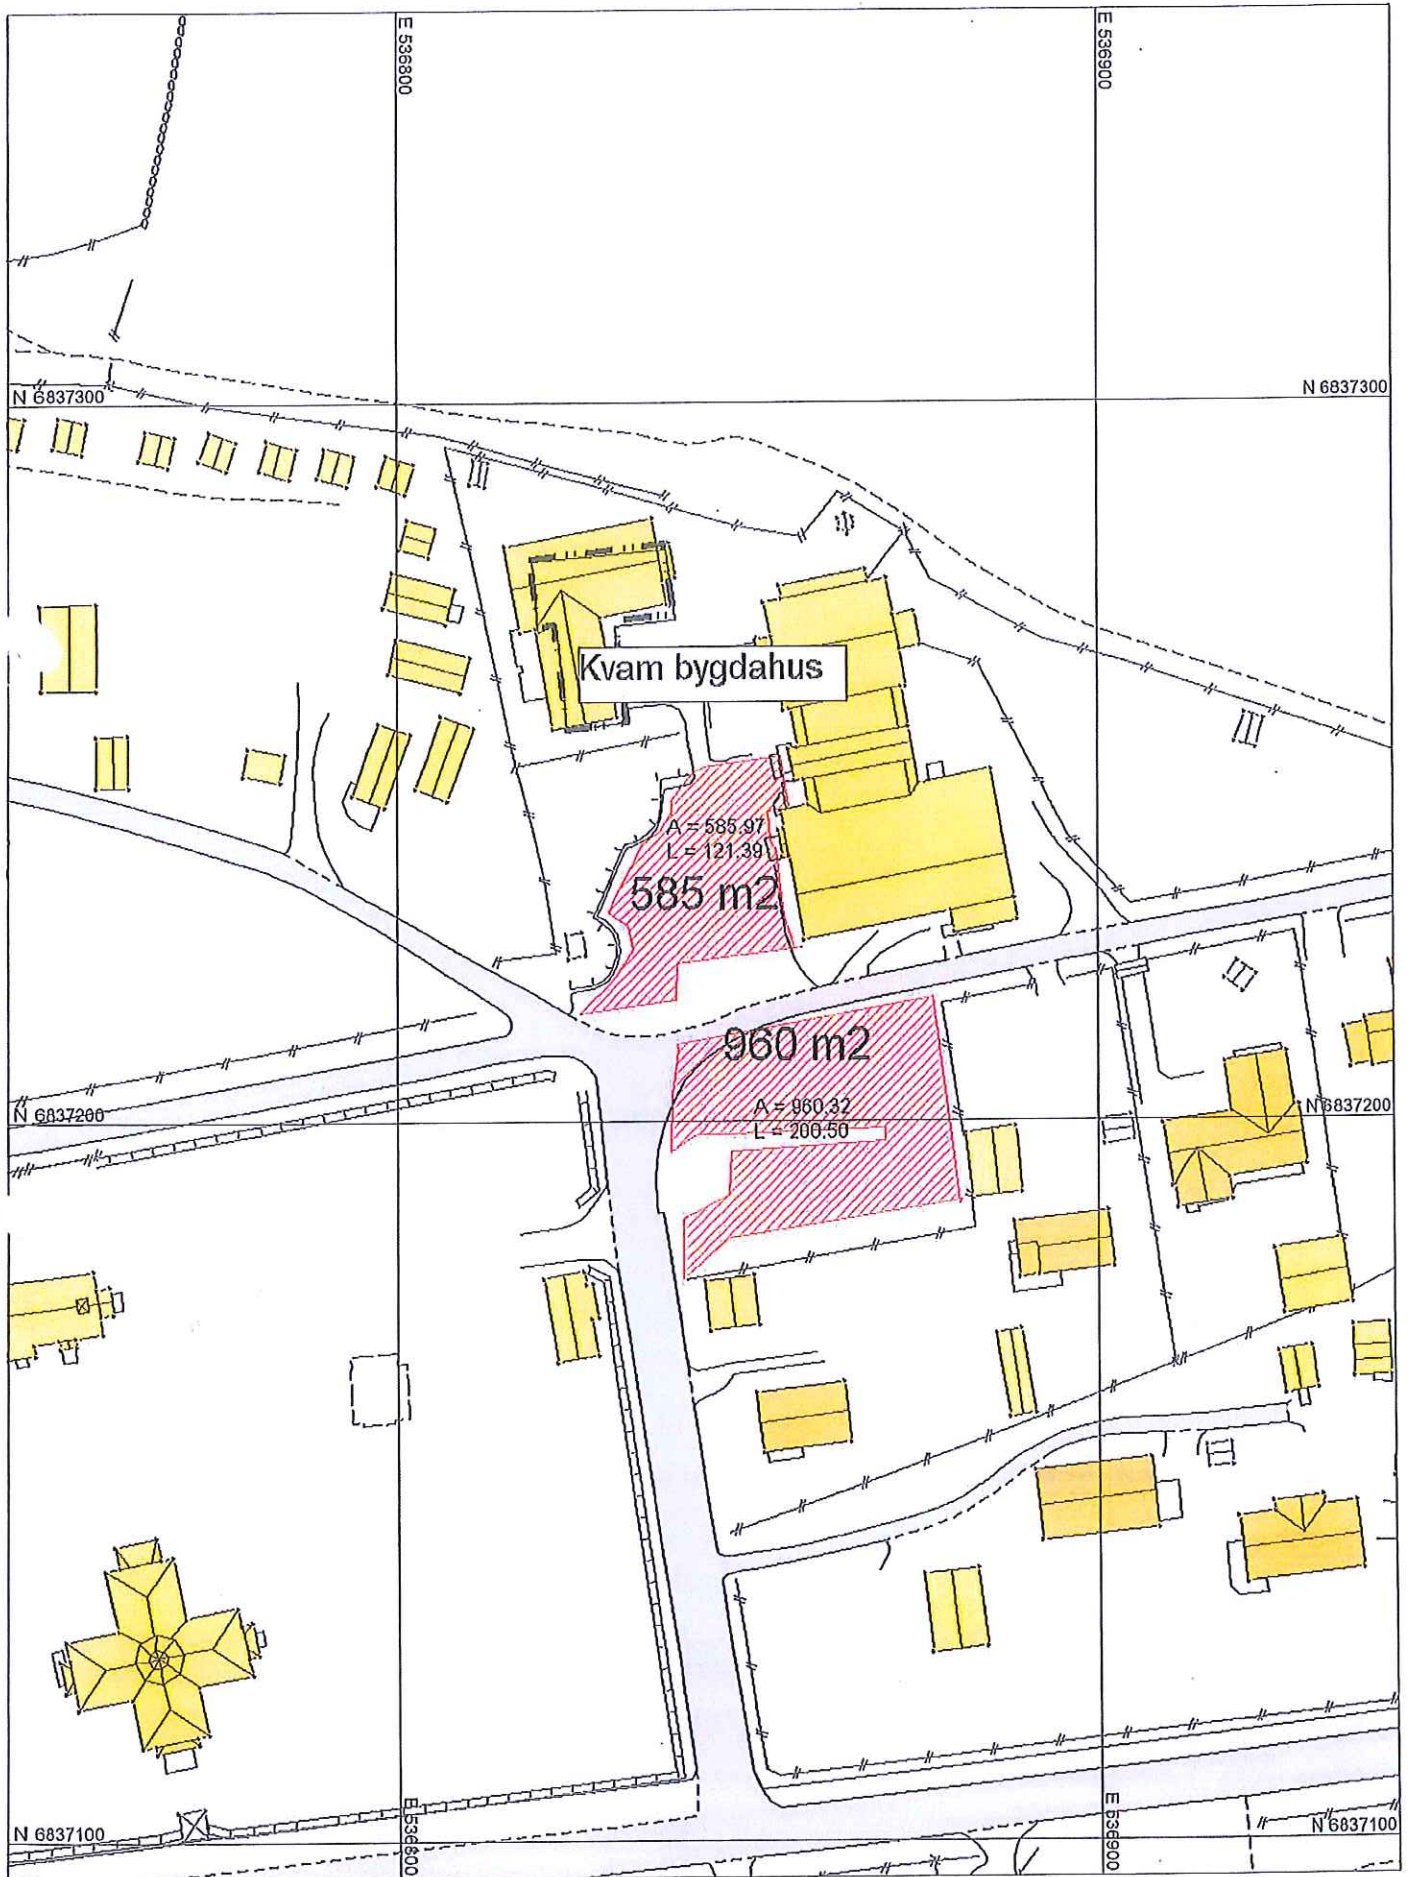 E 536800
E 536900
N 6837300
N 6837300
Kvam bygdahus
A = 585.97
L = 121.39
585 m2
960 m2
A = 960.32
L = 200.50
N 6837200
N 6837200
E 536800
E 536900
N 6837100
N 6837100